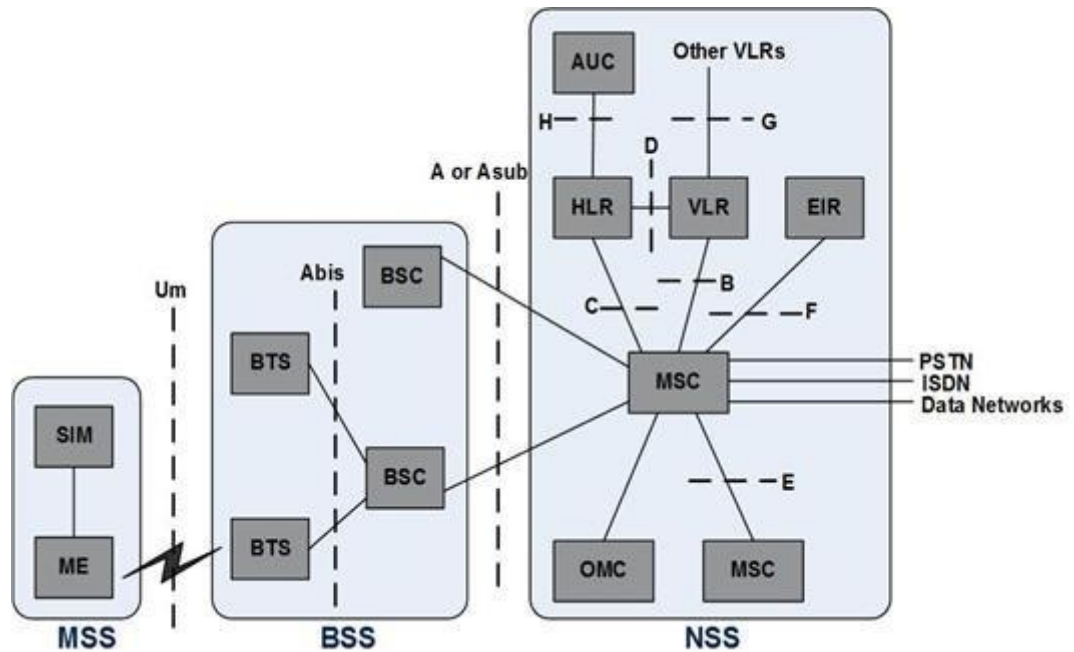 AUC
Other VLRs
H
G
D
A or Asub
HLR
VLR
EIR
Abis
BSC
Um
B
C
F
BTS
MSC
PSTN
ISDN
Data Networks
SIM
BSC
E
BTS
ME
OMC
MSC
MSS
BSS
NSS